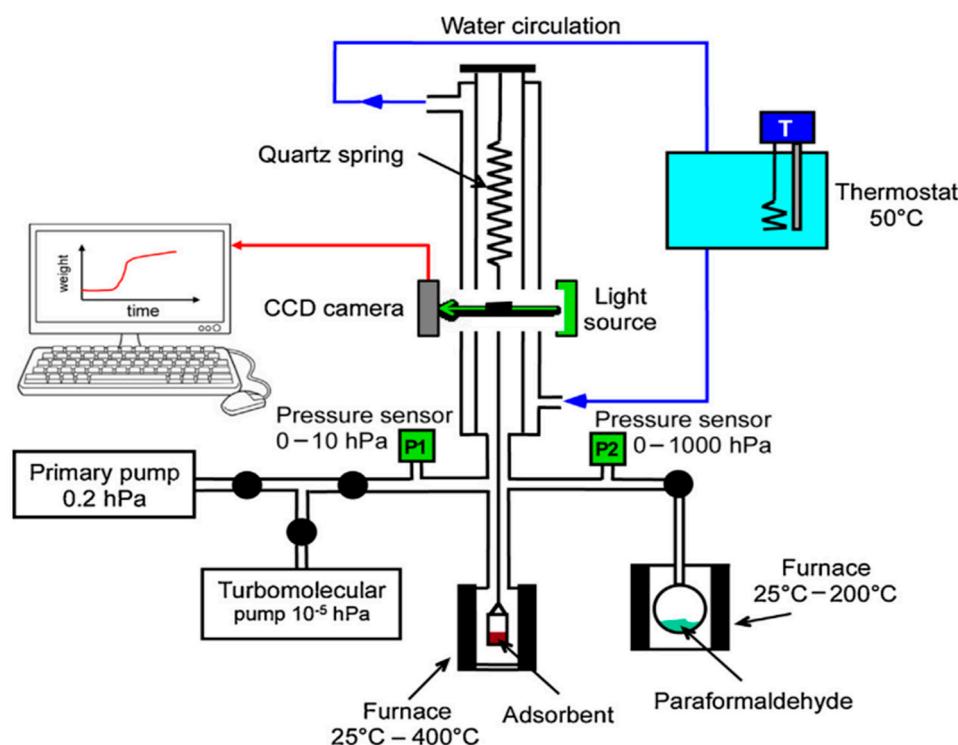 Water circulation
T
Quartz spring
Thermostat
50°C
weight
time
CCD camera
Light
source
Pressure sensor
0–10 hPa
P1
Pressure sensor
0–1000 hPa
P2
Primary pump
0.2 hPa
Turbomolecular
pump 10⁻⁵ hPa
Furnace
25°C–200°C
Furnace
25°C–400°C
Adsorbent
Paraformaldehyde